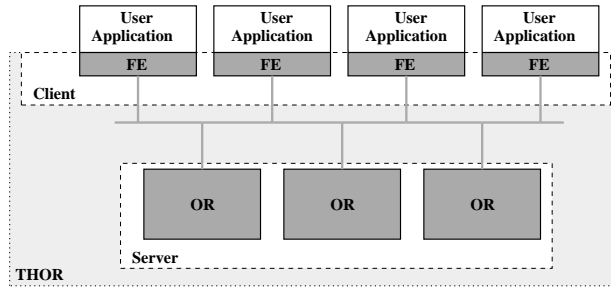 User
Application
User
Application
User
Application
User
Application
FE
FE
FE
FE
Client
OR
OR
OR
Server
THOR